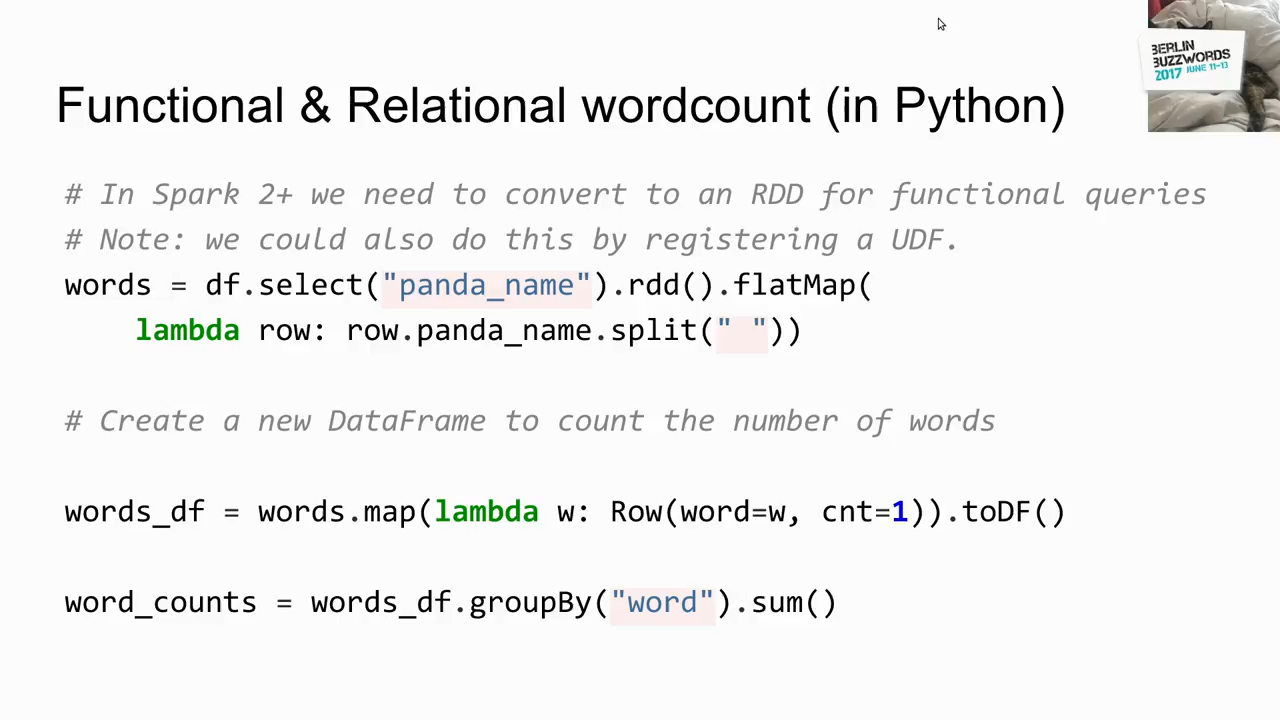 BERLIN
BUZZWORDS
2017 JUNE 11-13
Functional & Relational wordcount (in Python)
# In Spark 2+ we need to convert to an RDD for functional queries
# Note: we could also do this by registering a UDF.
words = df.select("panda_name").rdd().flatMap(
    lambda row: row.panda_name.split(" "))
# Create a new DataFrame to count the number of words
words_df = words.map(lambda w: Row(word=w, cnt=1)).toDF()
word_counts = words_df.groupBy("word").sum()